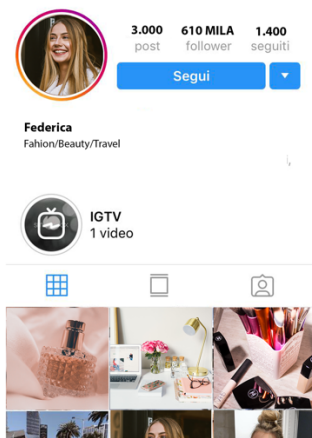 3.000 610 MILA 1.400
post follower seguiti
Segui
Federica
Fahion/Beauty/Travel
IGTV
1 video